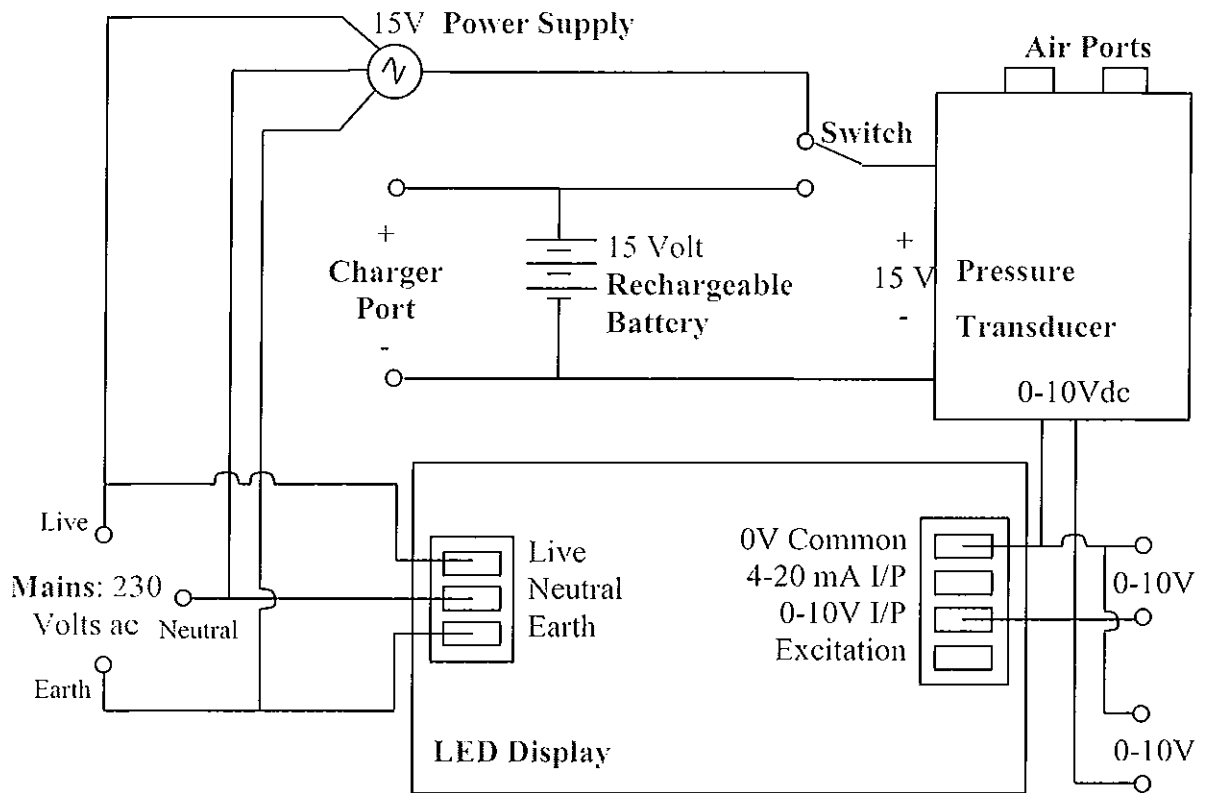 15V Power Supply
Air Ports
Switch
+
Charger
Port
-
15 Volt
Rechargeable
Battery
+
15 V
-
Pressure
Transducer
0-10Vdc
Live
Mains: 230
Volts ac
Neutral
Earth
Live
Neutral
Earth
0V Common
4-20 mA I/P
0-10V I/P
Excitation
0-10V
0-10V
LED Display